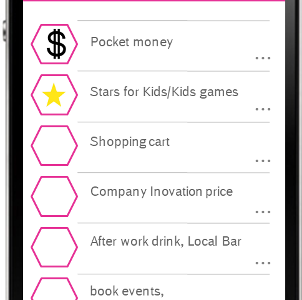 $
Pocket money
...
Stars for Kids/Kids games
...
Shopping cart
...
Company Inovation price
...
After work drink, Local Bar
...
book events,